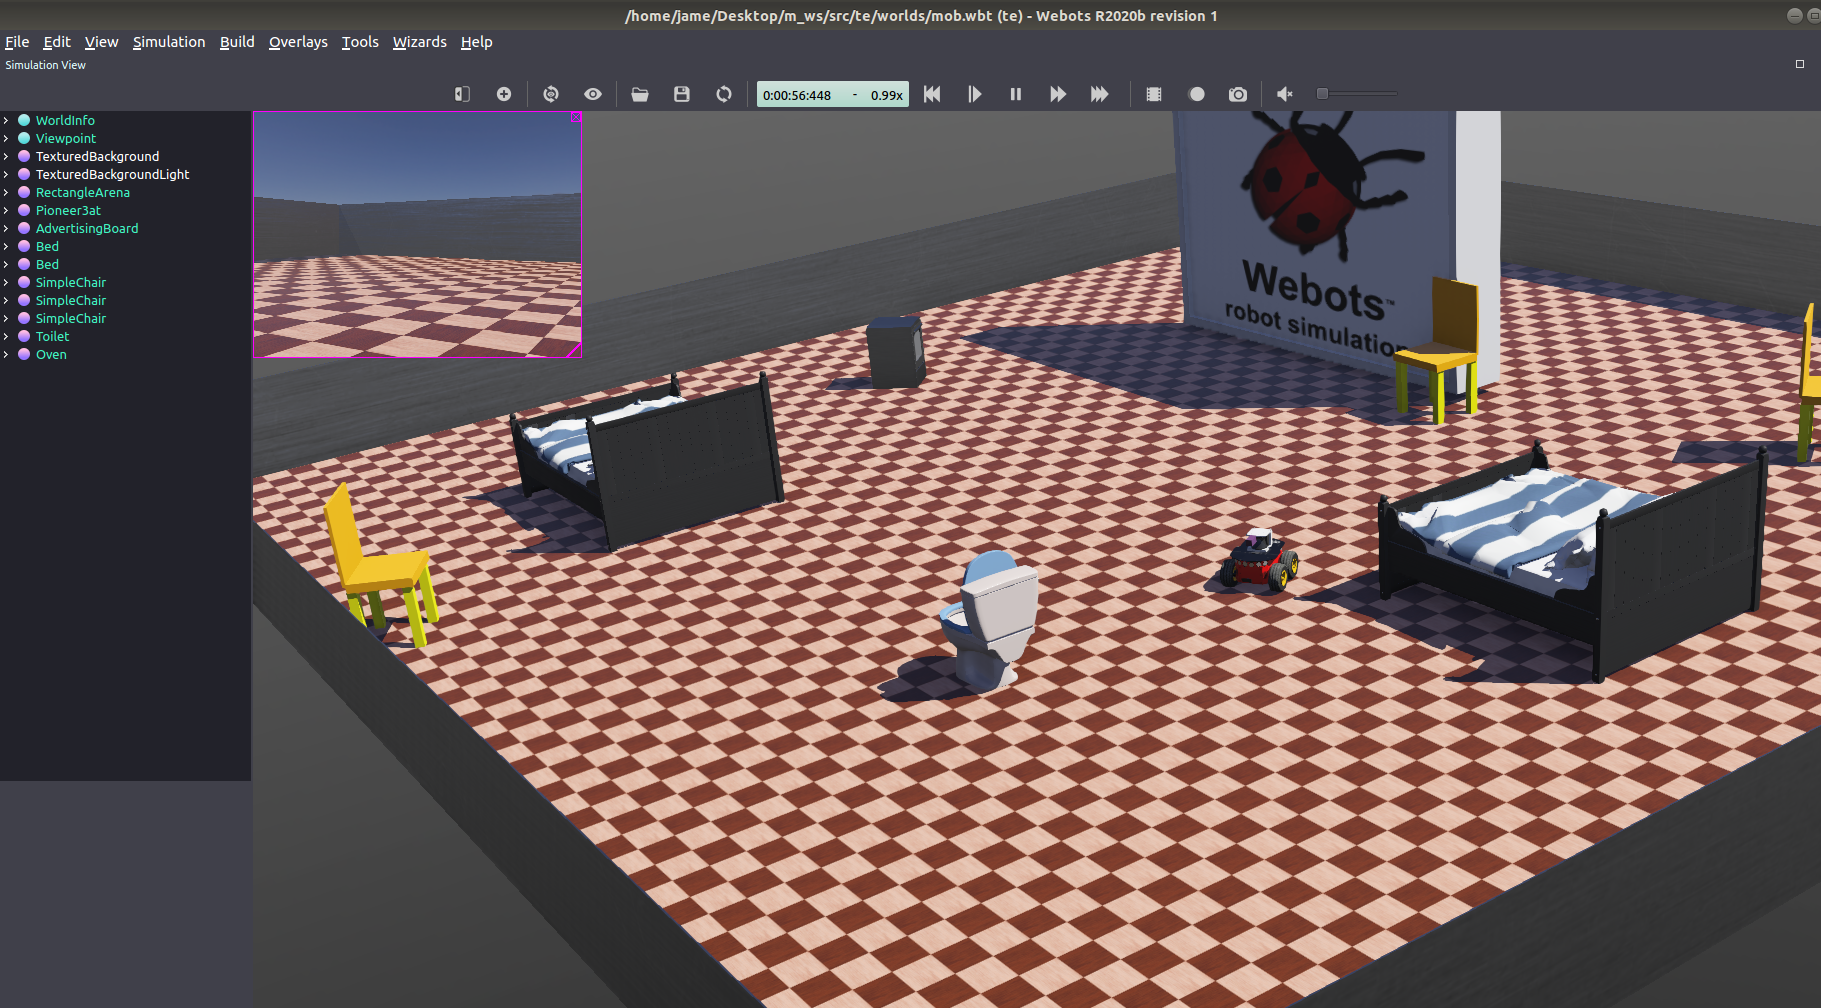 /home/jame/Desktop/m_ws/src/te/worlds/mob.wbt (te) - Webots R2020b revision 1
File Edit View Simulation Build Overlays Tools Wizards Help
Simulation View
0:00:56:448 - 0.99x
WorldInfo
Viewpoint
TexturedBackground
TexturedBackgroundLight
RectangleArena
Pioneer3at
AdvertisingBoard
Bed
Bed
SimpleChair
SimpleChair
SimpleChair
Toilet
Oven
Webots™
robot simulation